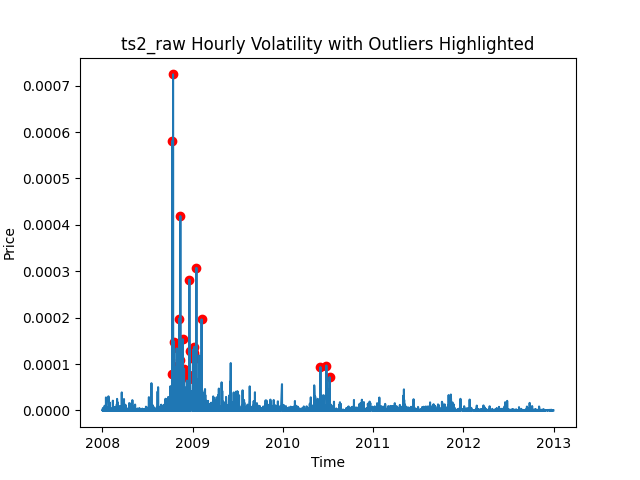 ts2_raw Hourly Volatility with Outliers Highlighted
Price
0.0007
0.0006
0.0005
0.0004
0.0003
0.0002
0.0001
0.0000
2008 2009 2010 2011 2012 2013
Time